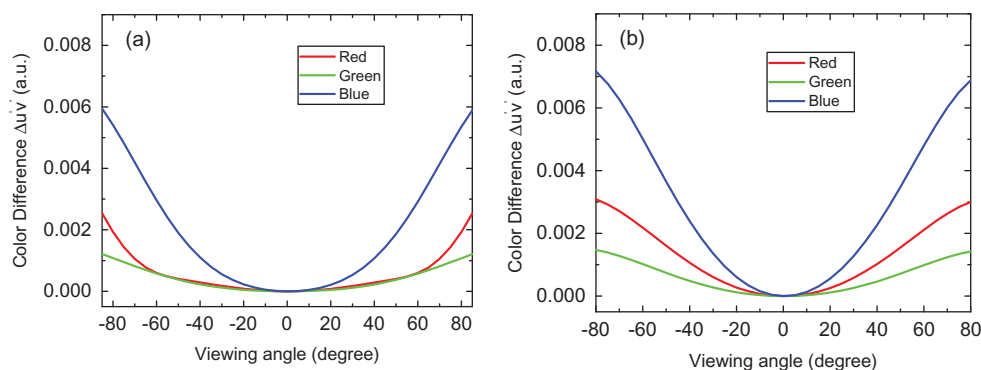 (a)
Red
Green
Blue
0.008
0.006
0.004
0.002
0.000
Color Difference Δu'v' (a.u.)
-80 -60 -40 -20 0 20 40 60 80
Viewing angle (degree)
(b)
Red
Green
Blue
0.008
0.006
0.004
0.002
0.000
Color Difference Δu'v' (a.u.)
-80 -60 -40 -20 0 20 40 60 80
Viewing angle (degree)